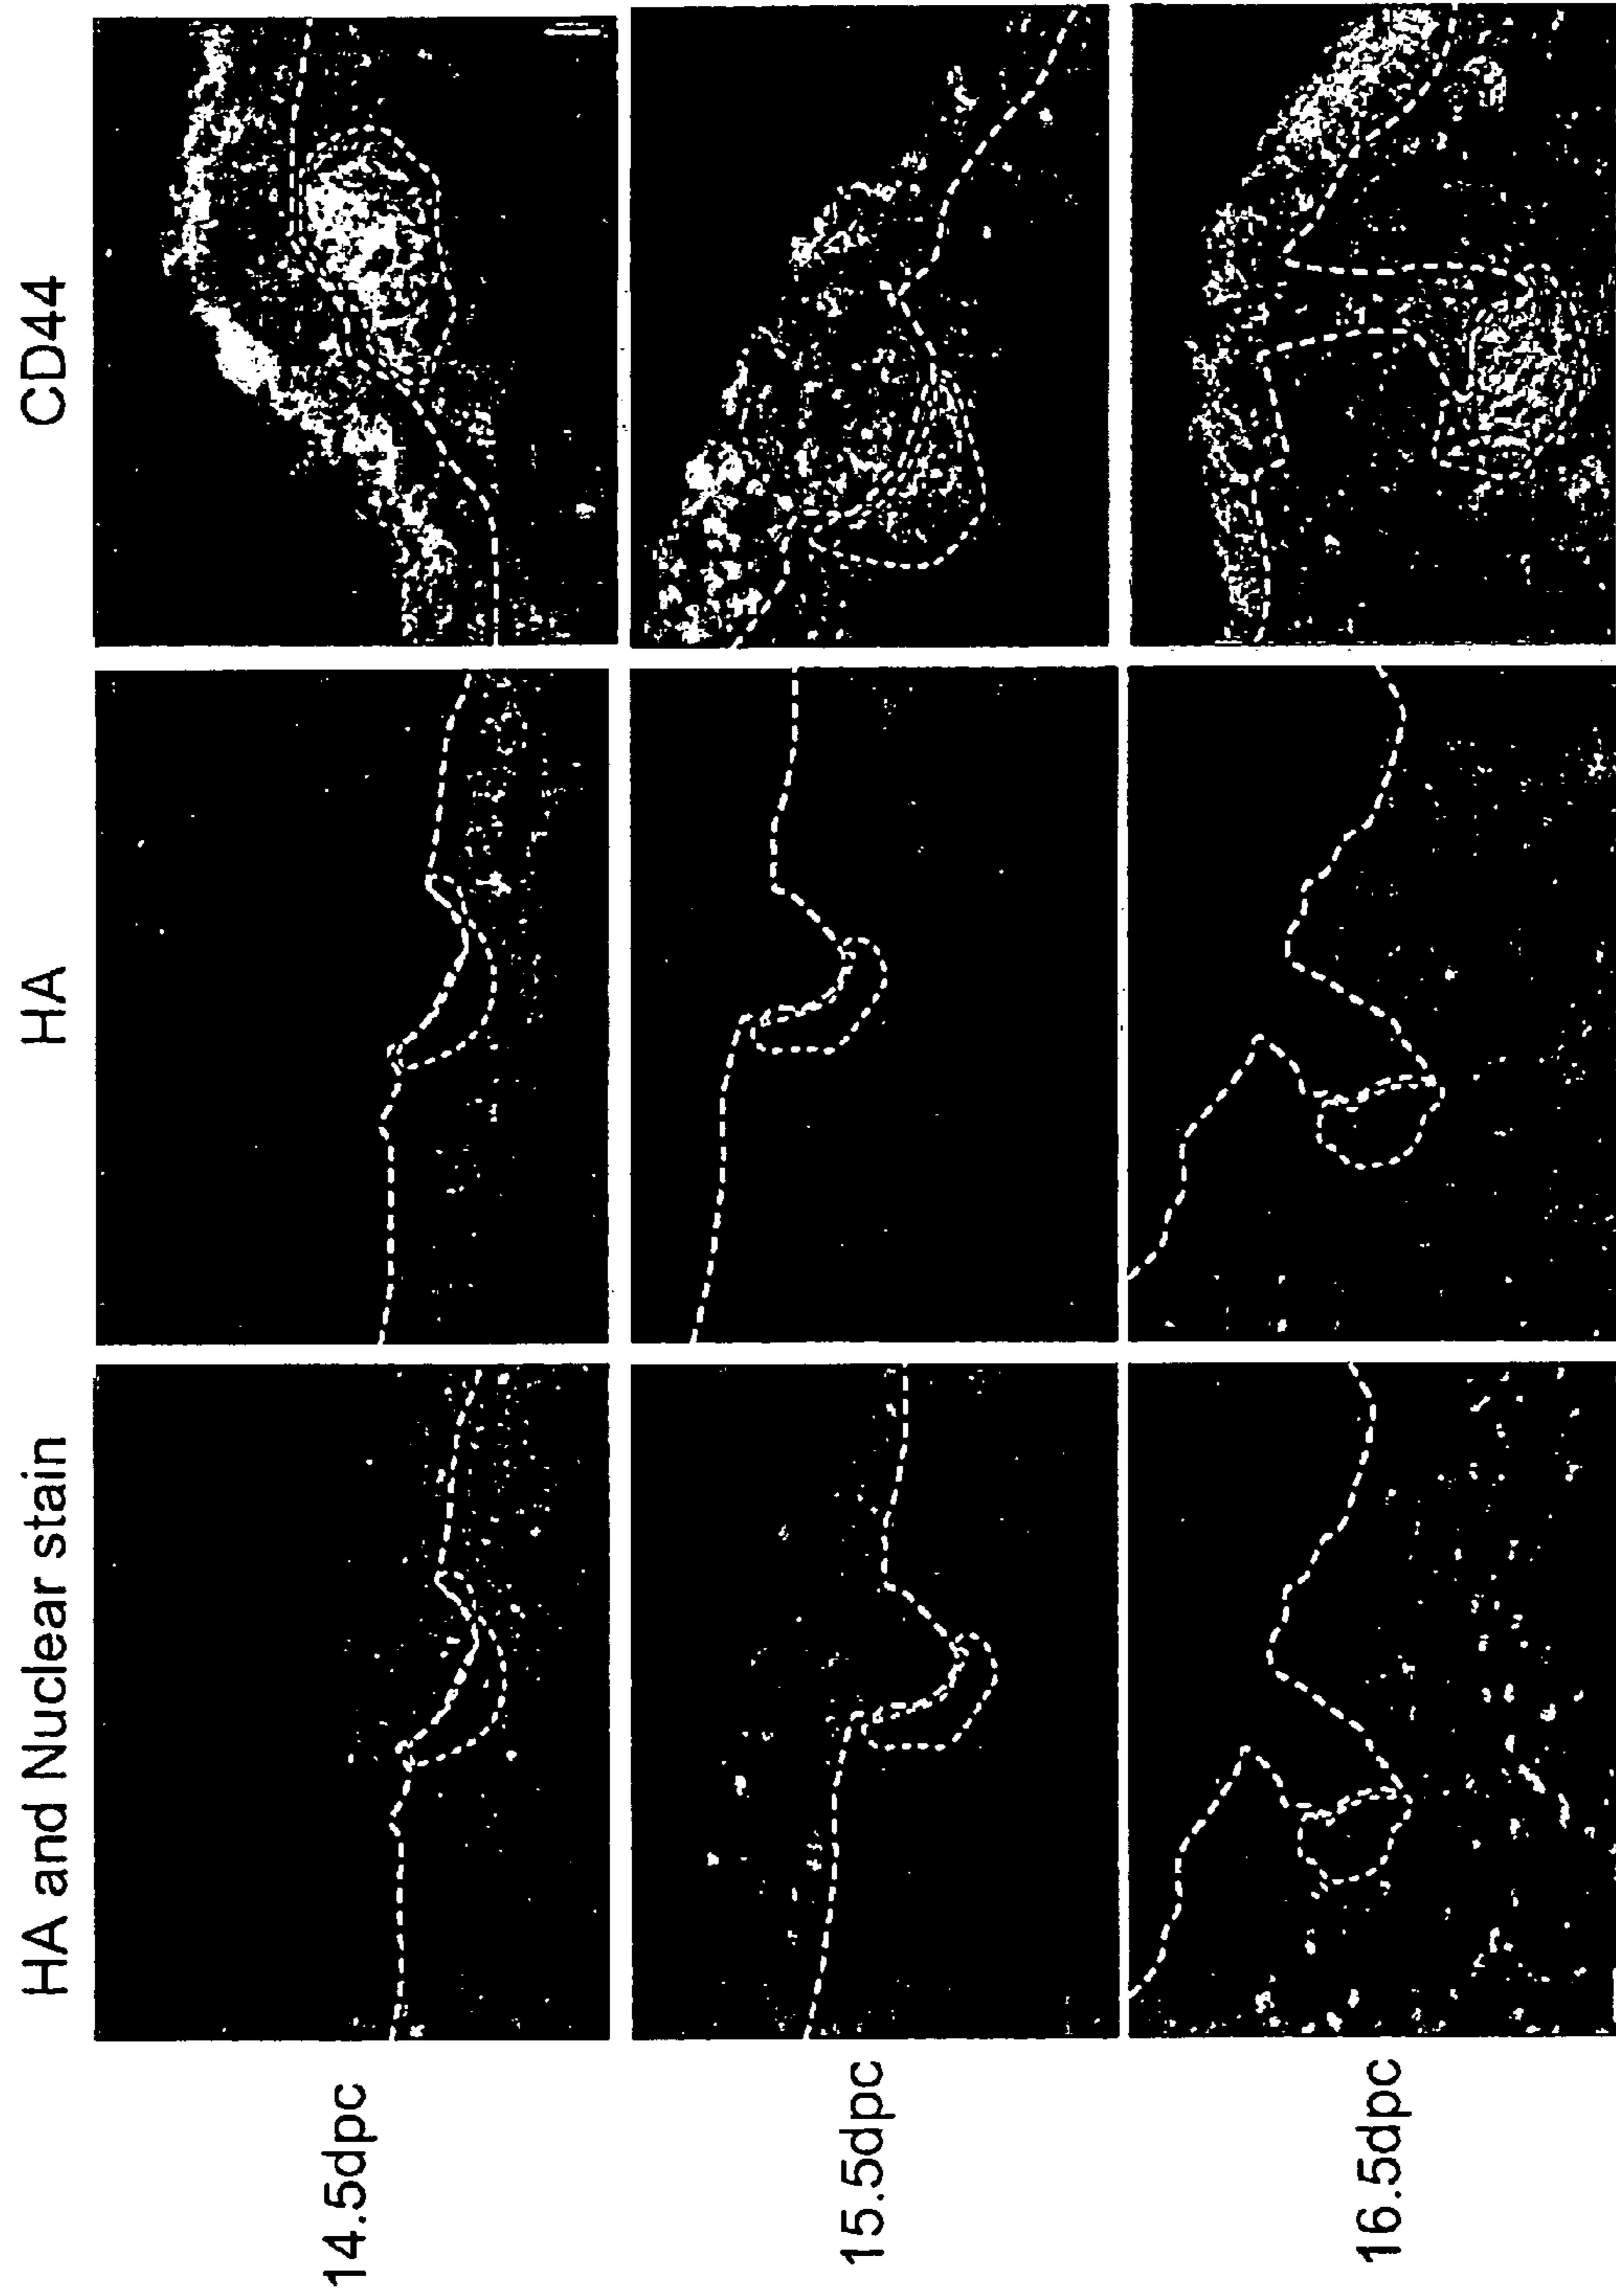 HA and Nuclear stain
HA
CD44
14.5dpc
15.5dpc
16.5dpc